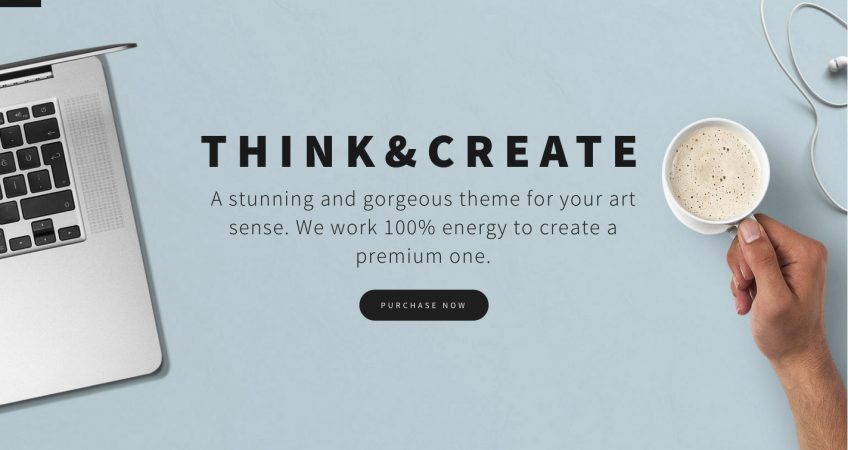 THINK&CREATE
A stunning and gorgeous theme for your art
sense. We work 100% energy to create a
premium one.
PURCHASE NOW